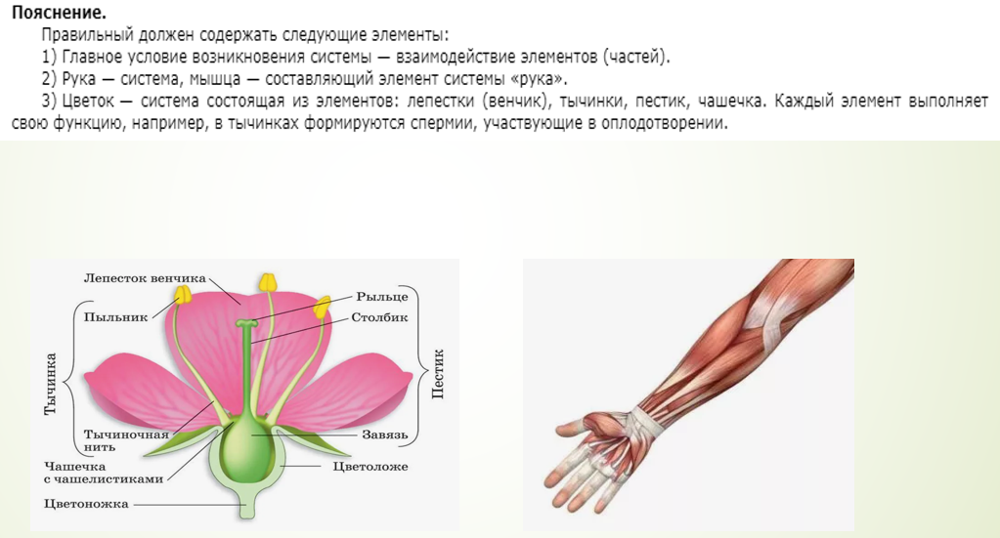 Пояснение.
Правильный должен содержать следующие элементы:
1) Главное условие возникновения системы — взаимодействие элементов (частей).
2) Рука — система, мышца — составляющий элемент системы «рука».
3) Цветок — система состоящая из элементов: лепестки (венчик), тычинки, пестик, чашечка. Каждый элемент выполняет
свою функцию, например, в тычинках формируются спермии, участвующие в оплодотворении.
Лепесток венчика
Рыльце
Пыльник
Столбик
Тычинка
Пестик
Тычиночная
нить
Завязь
Чашечка
с чашелистиками
Цветоложе
Цветоножка